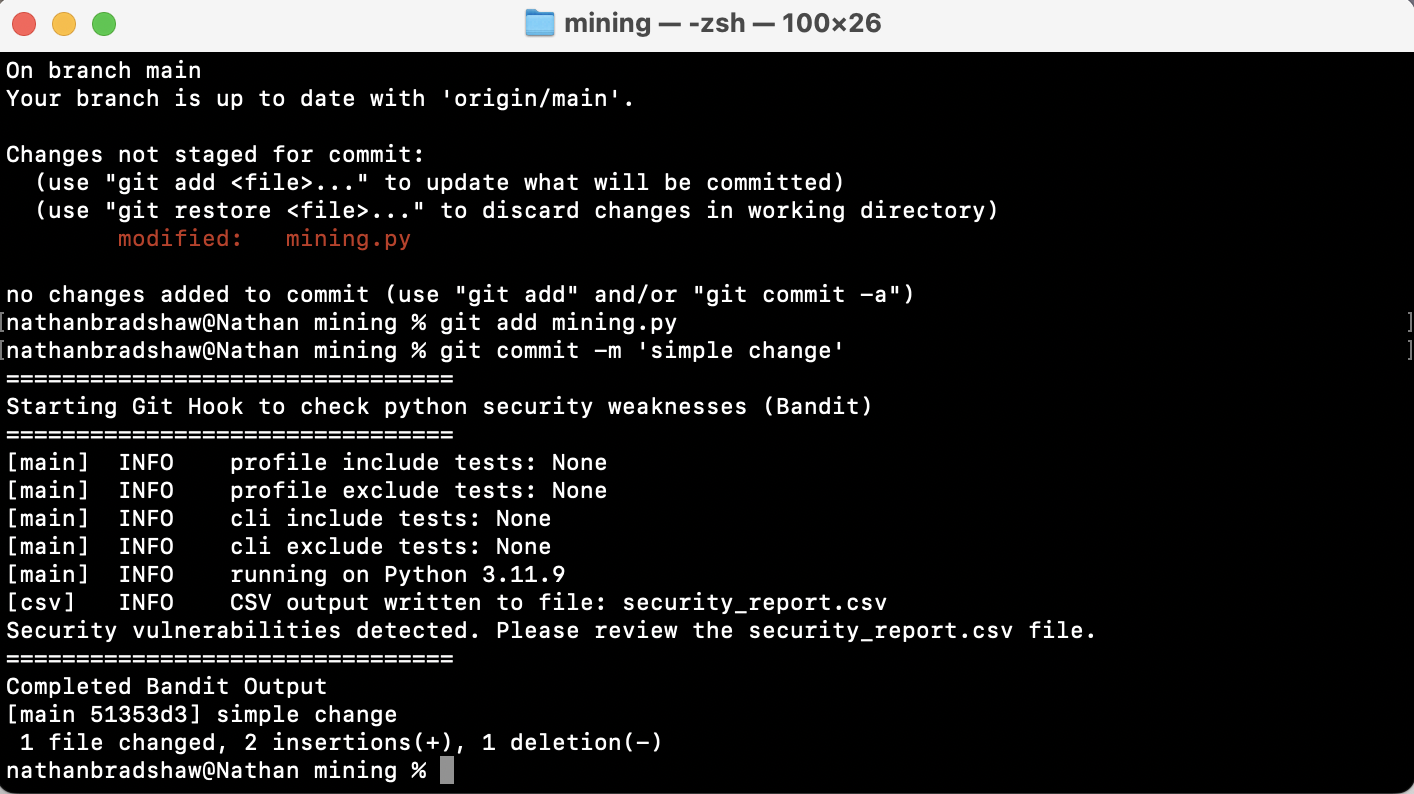 mining — -zsh — 100×26
On branch main
Your branch is up to date with 'origin/main'.
Changes not staged for commit:
  (use "git add <file>..." to update what will be committed)
  (use "git restore <file>..." to discard changes in working directory)
        modified:   mining.py
no changes added to commit (use "git add" and/or "git commit -a")
[nathanbradshaw@Nathan mining % git add mining.py ]
[nathanbradshaw@Nathan mining % git commit -m 'simple change' ]
================================
Starting Git Hook to check python security weaknesses (Bandit)
================================
[main]  INFO    profile include tests: None
[main]  INFO    profile exclude tests: None
[main]  INFO    cli include tests: None
[main]  INFO    cli exclude tests: None
[main]  INFO    running on Python 3.11.9
[csv]   INFO    CSV output written to file: security_report.csv
Security vulnerabilities detected. Please review the security_report.csv file.
================================
Completed Bandit Output
[main 51353d3] simple change
 1 file changed, 2 insertions(+), 1 deletion(-)
nathanbradshaw@Nathan mining %